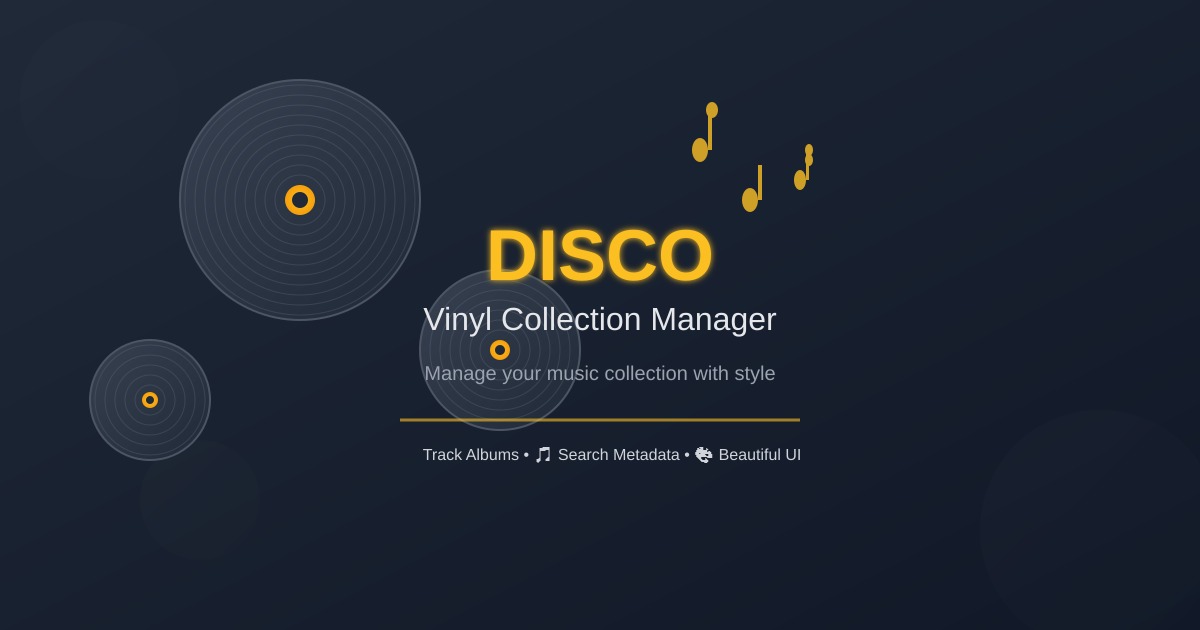 DISCO
Vinyl Collection Manager
Manage your music collection with style
Track Albums • 🎵 Search Metadata • 🎨 Beautiful UI